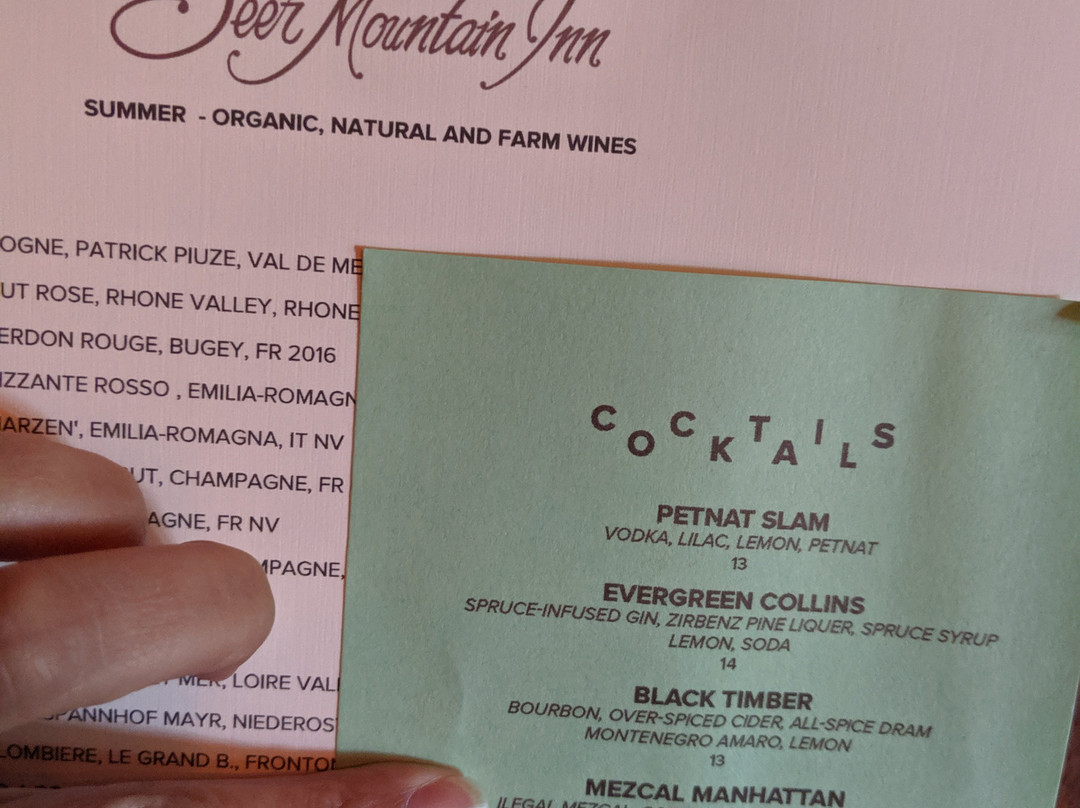 Deer Mountain Inn
SUMMER - ORGANIC, NATURAL AND FARM WINES
OGNE, PATRICK PIUZE, VAL DE ME
UT ROSE, RHONE VALLEY, RHONE
ERDON ROUGE, BUGEY, FR 2016
IZZANTE ROSSO , EMILIA-ROMAGN
ARZEN', EMILIA-ROMAGNA, IT NV
UT, CHAMPAGNE, FR
AGNE, FR NV
MPAGNE,
MER, LOIRE VALL
SPANNHOF MAYR, NIEDEROS
LOMBIERE, LE GRAND B., FRONTON
COCKTAILS
PETNAT SLAM
VODKA, LILAC, LEMON, PETNAT
13
EVERGREEN COLLINS
SPRUCE-INFUSED GIN, ZIRBENZ PINE LIQUER, SPRUCE SYRUP
LEMON, SODA
14
BLACK TIMBER
BOURBON, OVER-SPICED CIDER, ALL-SPICE DRAM
MONTENEGRO AMARO, LEMON
13
MEZCAL MANHATTAN
ILEGAL MEZCAL,